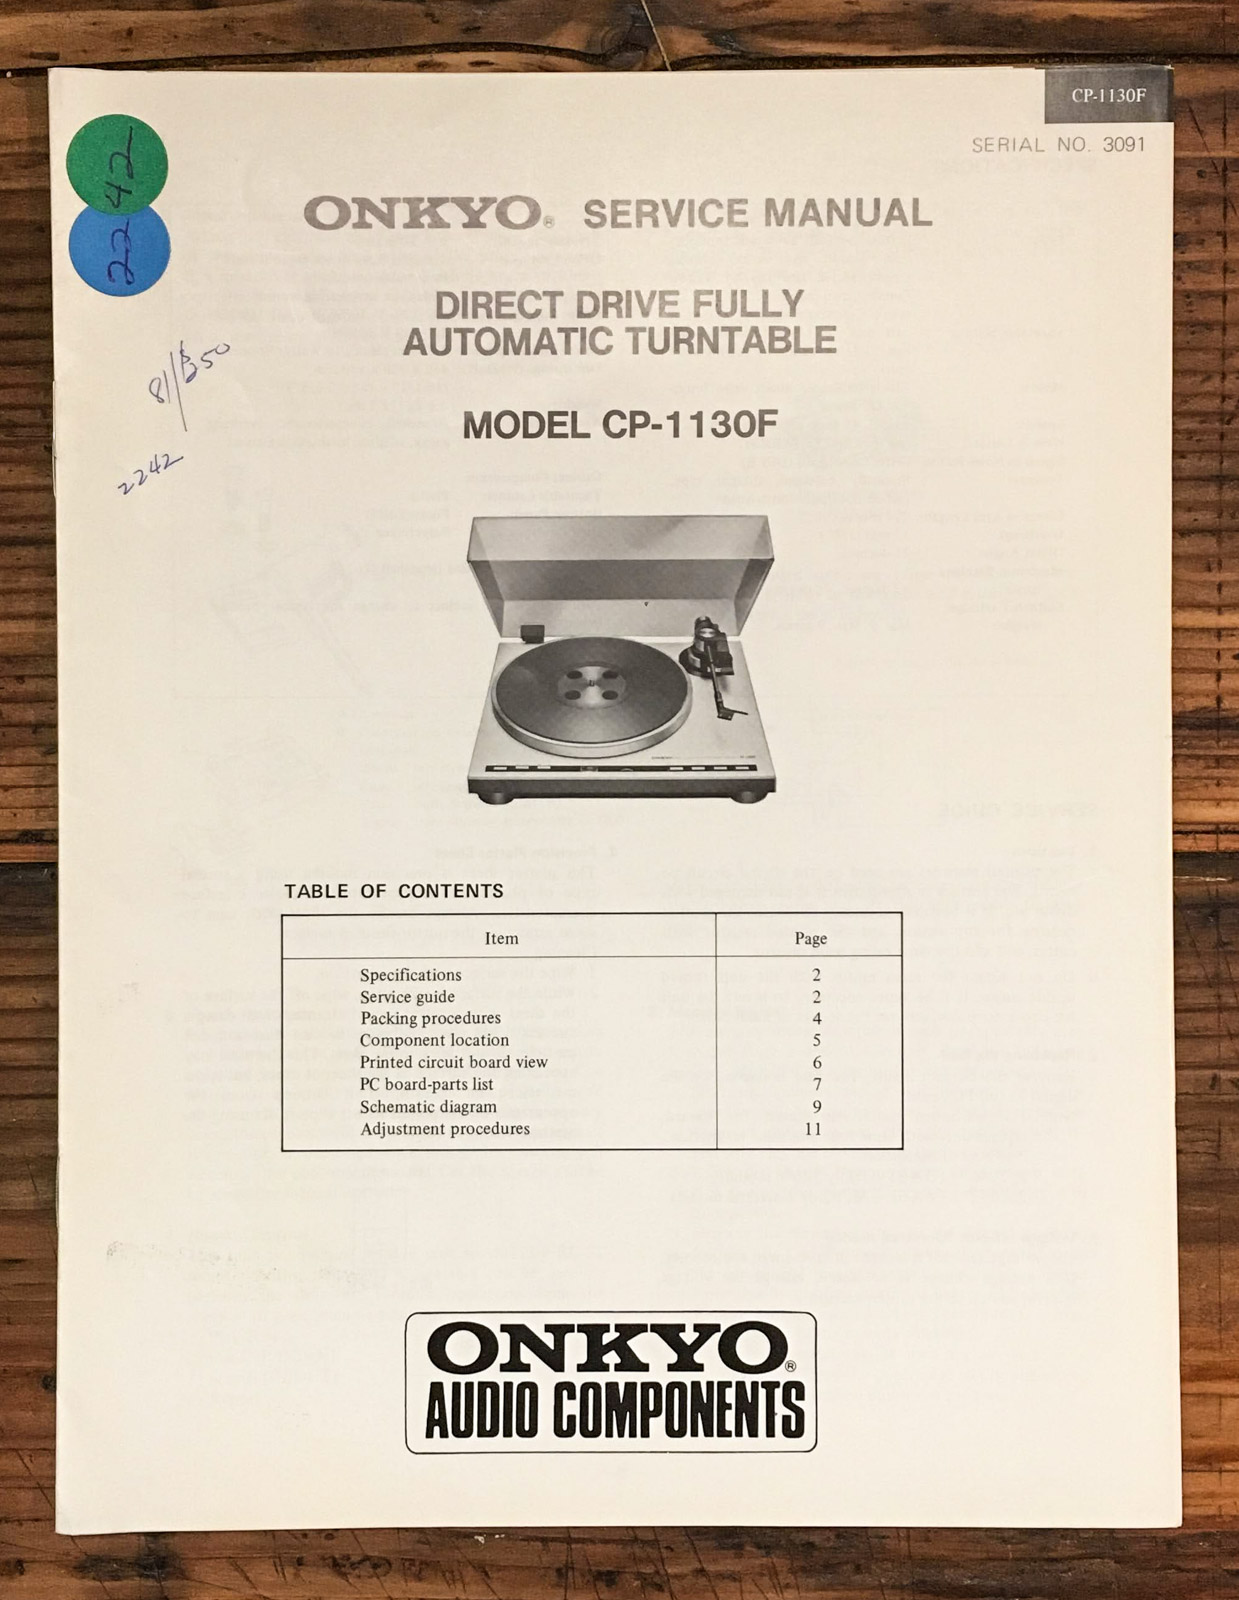 CP-1130F
SERIAL NO. 3091
2242
ONKYO® SERVICE MANUAL
DIRECT DRIVE FULLY
AUTOMATIC TURNTABLE
81/$350
MODEL CP-1130F
2242
TABLE OF CONTENTS
Item Page
Specifications 2
Service guide 2
Packing procedures 4
Component location 5
Printed circuit board view 6
PC board-parts list 7
Schematic diagram 9
Adjustment procedures 11
ONKYO®
AUDIO COMPONENTS